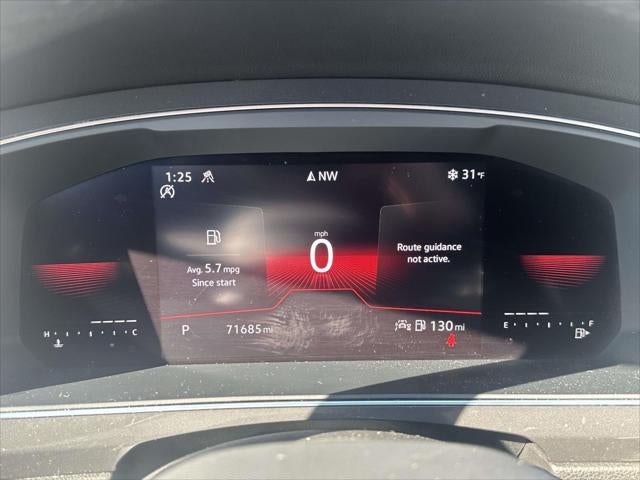 1:25
NW
31°F
mph
0
Avg. 5.7 mpg
Since start
Route guidance
not active.
H C
P
71685 mi
130 mi
E F